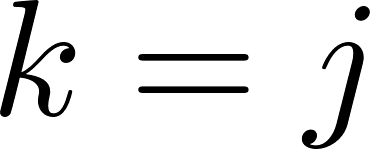 k = j